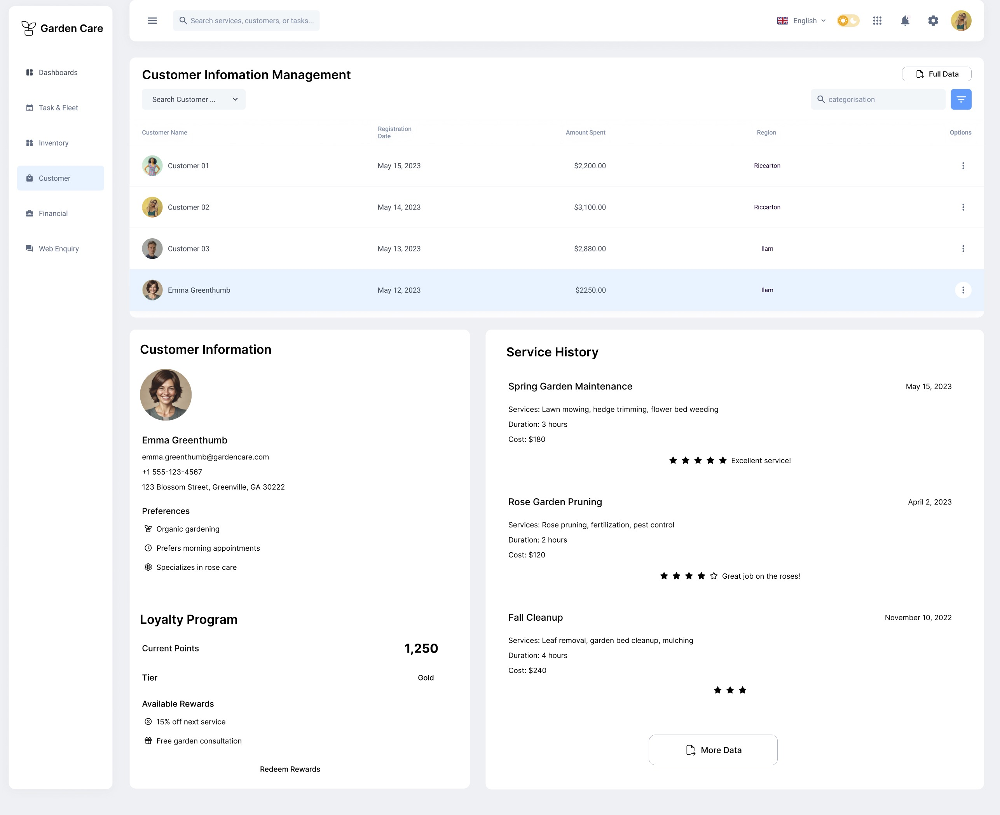 Garden Care
Search services, customers, or tasks...
English
Dashboards
Task & Fleet
Inventory
Customer
Financial
Web Enquiry
Customer Infomation Management
Full Data
Search Customer ...
categorisation
Customer Name
Registration
Date
Amount Spent
Region
Options
Customer 01
May 15, 2023
$2,200.00
Riccarton
Customer 02
May 14, 2023
$3,100.00
Riccarton
Customer 03
May 13, 2023
$2,880.00
Ilam
Emma Greenthumb
May 12, 2023
$2250.00
Ilam
Customer Information
Emma Greenthumb
emma.greenthumb@gardencare.com
+1 555-123-4567
123 Blossom Street, Greenville, GA 30222
Preferences
Organic gardening
Prefers morning appointments
Specializes in rose care
Loyalty Program
Current Points
1,250
Tier
Gold
Available Rewards
15% off next service
Free garden consultation
Redeem Rewards
Service History
Spring Garden Maintenance
May 15, 2023
Services: Lawn mowing, hedge trimming, flower bed weeding
Duration: 3 hours
Cost: $180
Excellent service!
Rose Garden Pruning
April 2, 2023
Services: Rose pruning, fertilization, pest control
Duration: 2 hours
Cost: $120
Great job on the roses!
Fall Cleanup
November 10, 2022
Services: Leaf removal, garden bed cleanup, mulching
Duration: 4 hours
Cost: $240
More Data